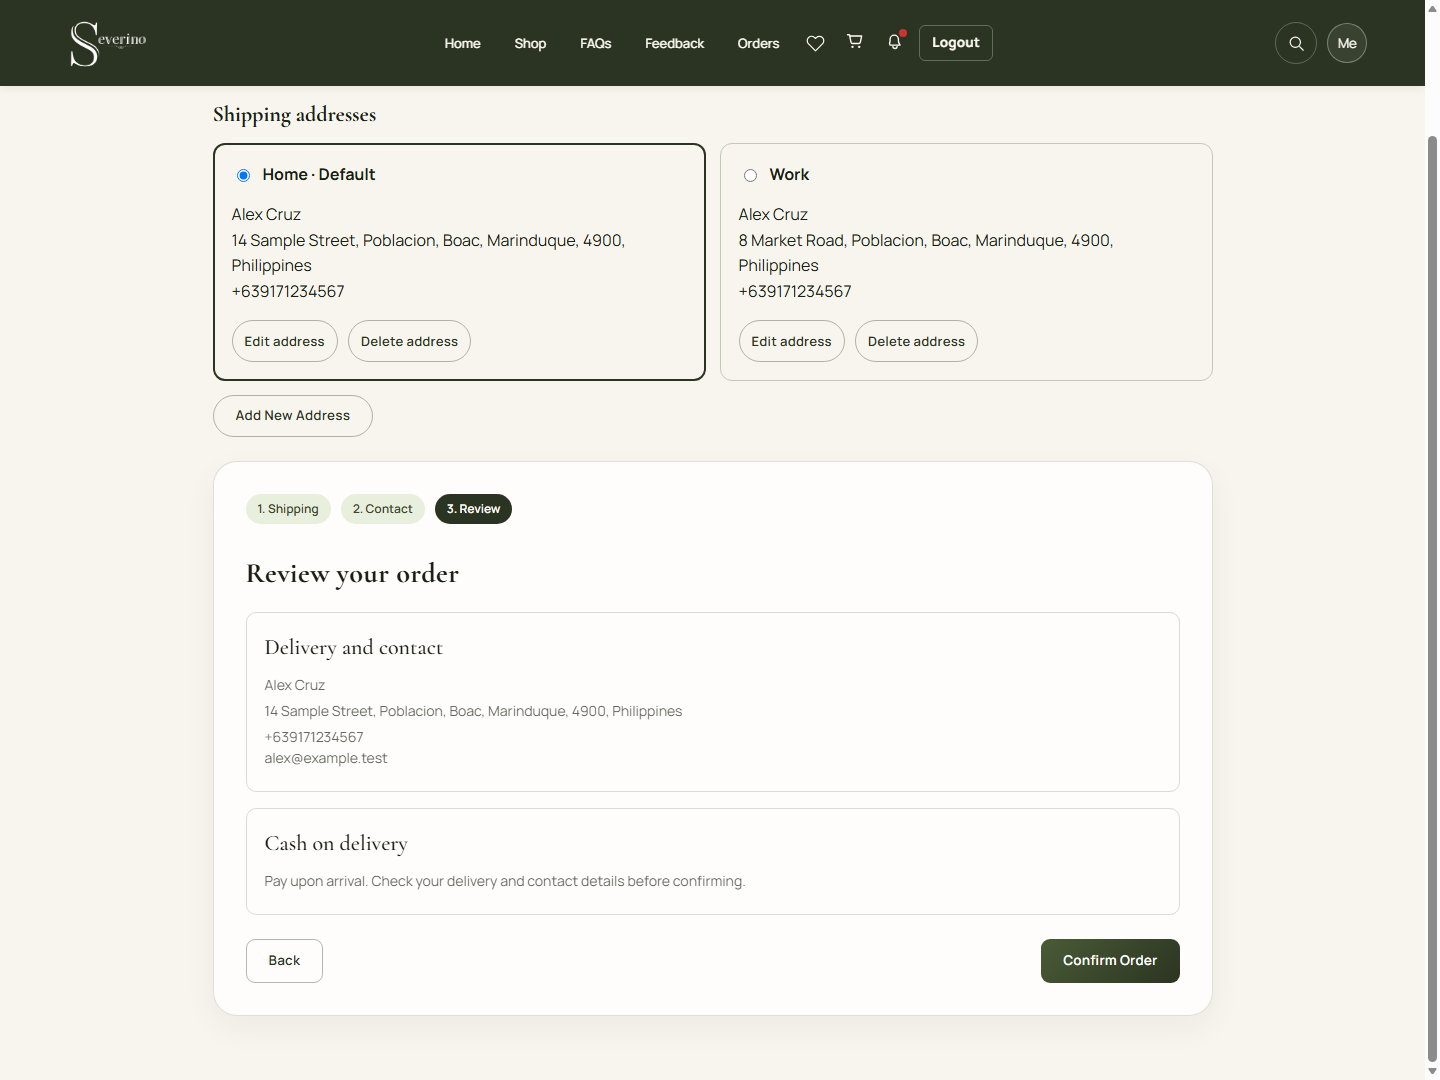 Severino
Home
Shop
FAQs
Feedback
Orders
Logout
Me
Shipping addresses
Home · Default
Alex Cruz
14 Sample Street, Poblacion, Boac, Marinduque, 4900,
Philippines
+639171234567
Edit address
Delete address
Work
Alex Cruz
8 Market Road, Poblacion, Boac, Marinduque, 4900,
Philippines
+639171234567
Edit address
Delete address
Add New Address
1. Shipping
2. Contact
3. Review
Review your order
Delivery and contact
Alex Cruz
14 Sample Street, Poblacion, Boac, Marinduque, 4900, Philippines
+639171234567
alex@example.test
Cash on delivery
Pay upon arrival. Check your delivery and contact details before confirming.
Back
Confirm Order